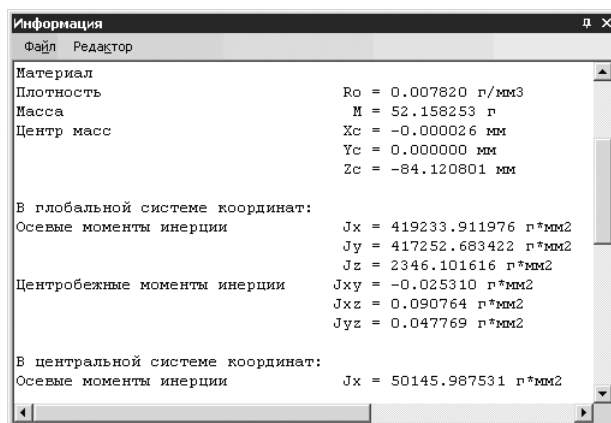 Информация
Файл Редактор
Материал
Плотность Ro = 0.007820 г/мм3
Масса M = 52.158253 г
Центр масс Xc = -0.000026 мм
Yc = 0.000000 мм
Zc = -84.120801 мм
В глобальной системе координат:
Осевые моменты инерции Jx = 419233.911976 г*мм2
Jy = 417252.683422 г*мм2
Jz = 2346.101616 г*мм2
Центробежные моменты инерции Jxy = -0.025310 г*мм2
Jxz = 0.090764 г*мм2
Jyz = 0.047769 г*мм2
В центральной системе координат:
Осевые моменты инерции Jx = 50145.987531 г*мм2